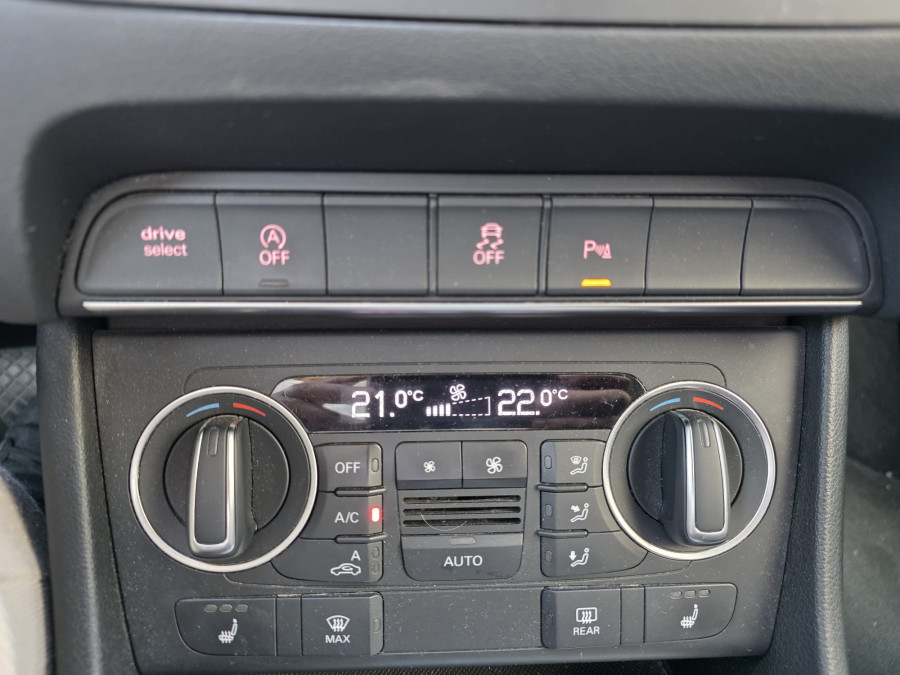 drive
select
A
OFF
OFF
P
21.0°C
22.0°C
OFF
A/C
A
AUTO
MAX
REAR